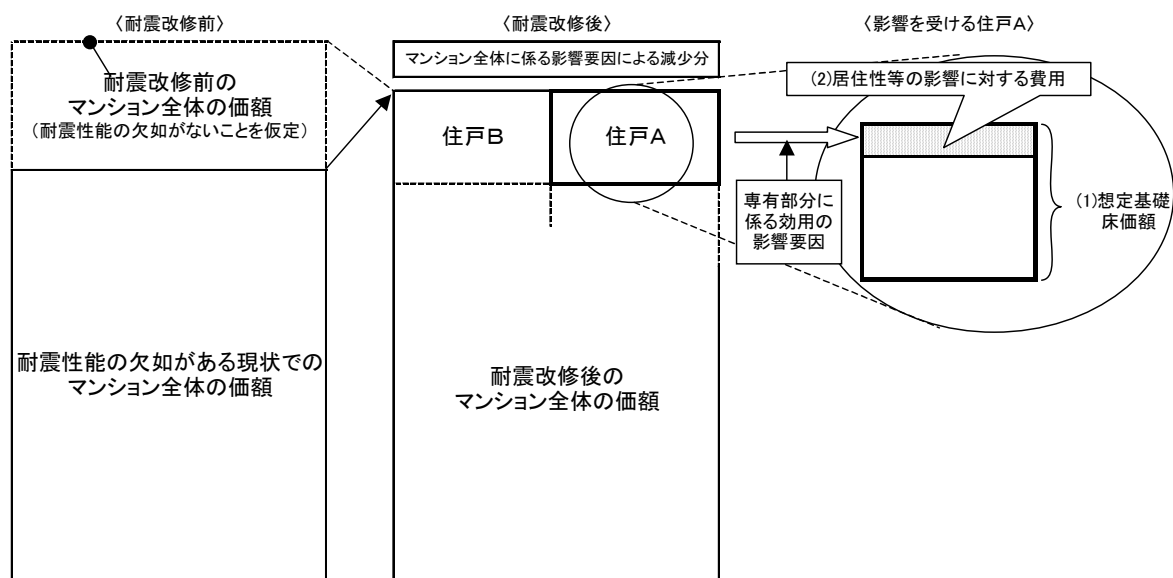 〈耐震改修前〉
耐震改修前の
マンション全体の価額
(耐震性能の欠如がないことを仮定)
耐震性能の欠如がある現状での
マンション全体の価額
〈耐震改修後〉
マンション全体に係る影響要因による減少分
住戸B
住戸A
耐震改修後の
マンション全体の価額
専有部分に
係る効用の
影響要因
〈影響を受ける住戸A〉
(2)居住性等の影響に対する費用
(1)想定基礎
床価額